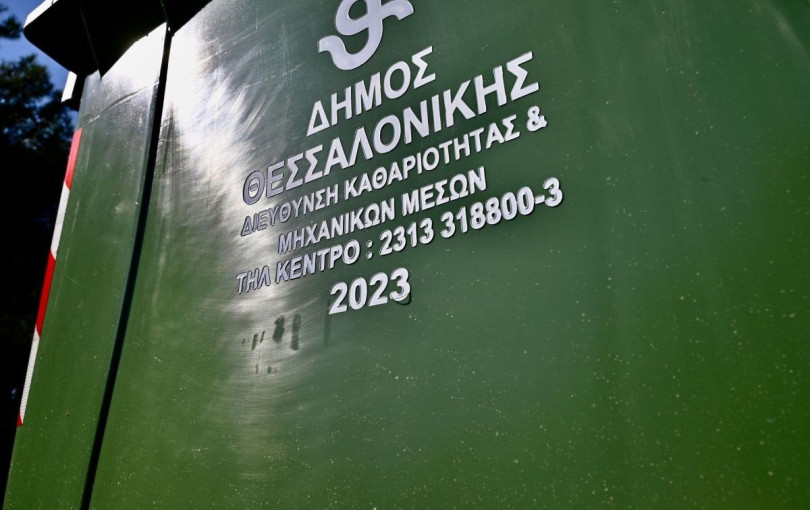 ΔΗΜΟΣ
ΘΕΣΣΑΛΟΝΙΚΗΣ
ΔΙΕΥΘΥΝΣΗ ΚΑΘΑΡΙΟΤΗΤΑΣ &
ΜΗΧΑΝΙΚΩΝ ΜΕΣΩΝ
ΤΗΛ ΚΕΝΤΡΟ : 2313 318800-3
2023